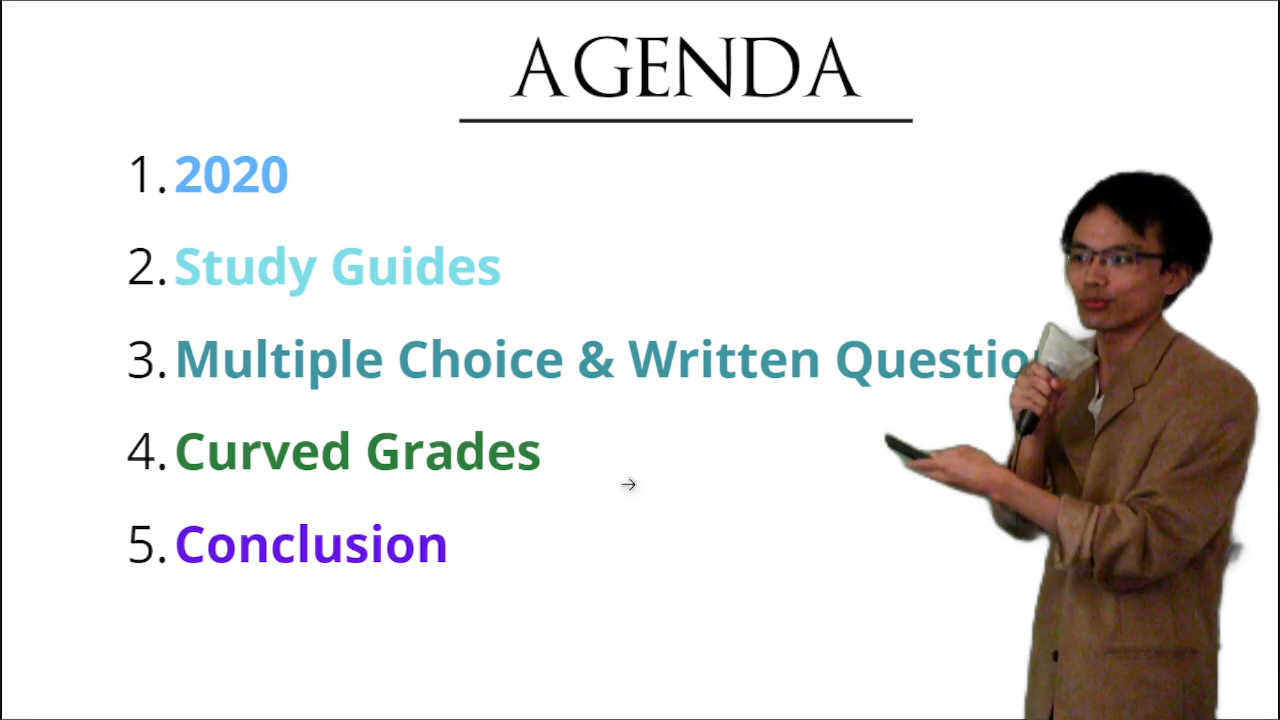 AGENDA
1. 2020
2. Study Guides
3. Multiple Choice & Written Questio
4. Curved Grades
5. Conclusion